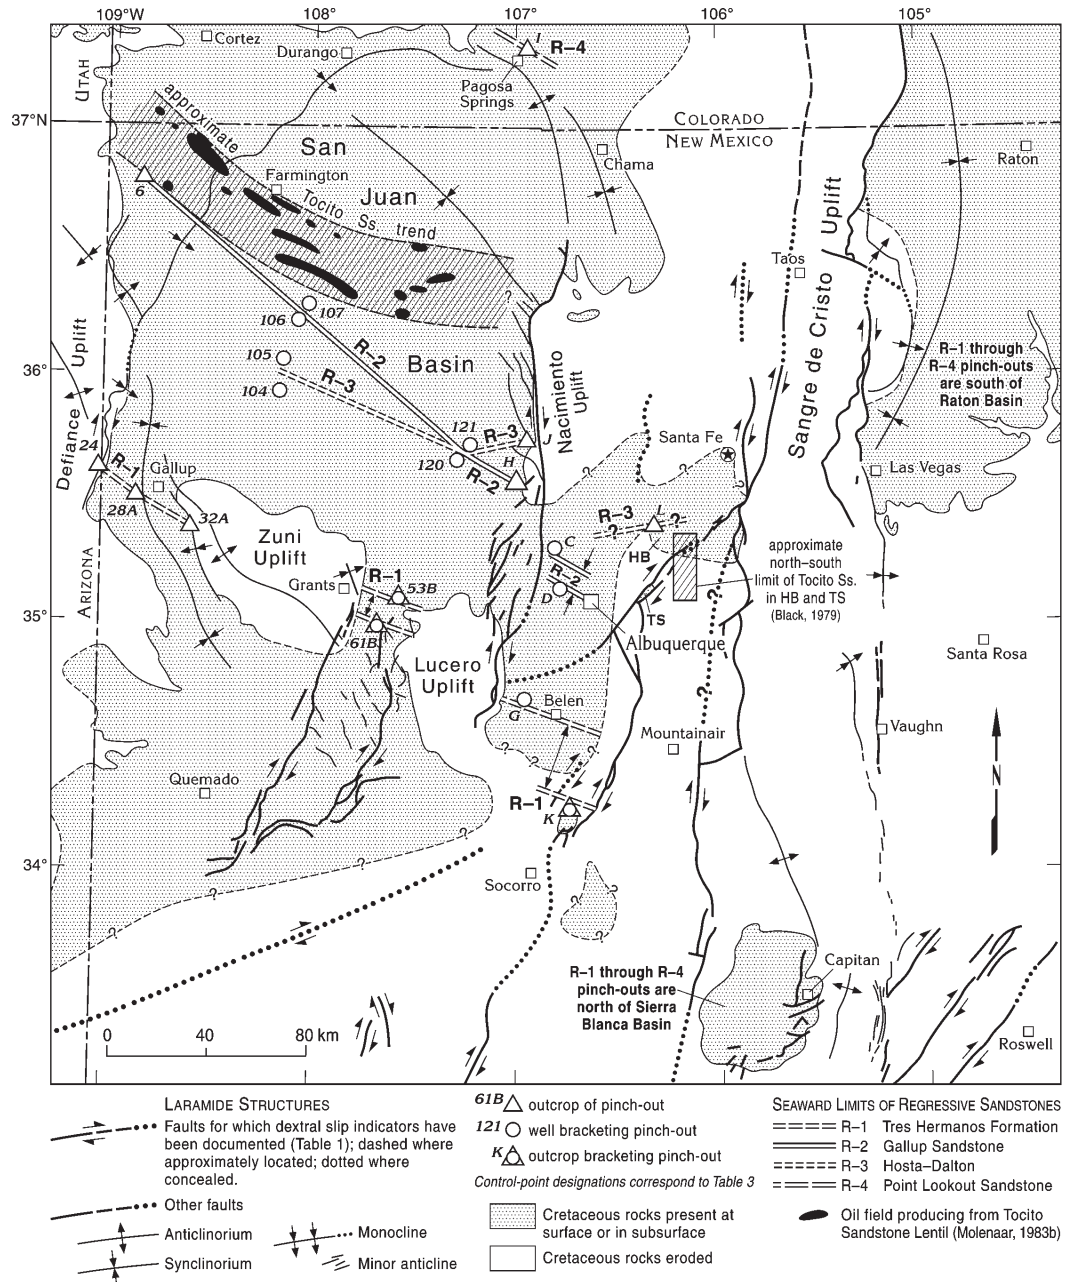 109°W
108°
107°
106°
105°
Cortez
Durango
I
R–4
Pagosa
Springs
UTAH
ARIZONA
37°N
36°
35°
34°
COLORADO
NEW MEXICO
approximate
Tocito Ss. trend
San
Juan
Basin
Farmington
Chama
Raton
6
106
107
105
104
R–2
R–3
121
120
R–3
J
H
R–2
?
Nacimiento
Uplift
Taos
Sangre de Cristo
Uplift
R–1 through
R–4 pinch-outs
are south of
Raton Basin
Defiance
Uplift
24
R–1
28A
Gallup
32A
Zuni
Uplift
Grants
R–1
53B
61B
Santa Fe
?
Las Vegas
R–3
?
L
?
HB
C
R–2
D
TS
Albuquerque
approximate
north–south
limit of Tocito Ss.
in HB and TS
(Black, 1979)
?
?
?
Lucero
Uplift
Santa Rosa
G
Belen
?
?
Mountainair
Vaughn
N
Quemado
R–1
K
?
?
?
Socorro
?
?
?
R–1 through R–4
pinch-outs are
north of Sierra
Blanca Basin
Capitan
Roswell
0 40 80 km
LARAMIDE STRUCTURES
Faults for which dextral slip indicators have
been documented (Table 1); dashed where
approximately located; dotted where
concealed.
Other faults
Anticlinorium
Synclinorium
Monocline
Minor anticline
61B outcrop of pinch-out
121 well bracketing pinch-out
K outcrop bracketing pinch-out
Control-point designations correspond to Table 3
Cretaceous rocks present at
surface or in subsurface
Cretaceous rocks eroded
SEAWARD LIMITS OF REGRESSIVE SANDSTONES
R–1 Tres Hermanos Formation
R–2 Gallup Sandstone
R–3 Hosta–Dalton
R–4 Point Lookout Sandstone
Oil field producing from Tocito
Sandstone Lentil (Molenaar, 1983b)